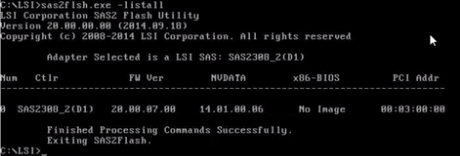 C:\LSI>sas2flsh.exe -listall
LSI Corporation SAS2 Flash Utility
Version 20.00.00.00 (2014.09.18)
Copyright (c) 2008-2014 LSI Corporation. All rights reserved
Adapter Selected is a LSI SAS: SAS2308_2(D1)
Num Ctlr FW Ver NVDATA x86-BIOS PCI Addr
0 SAS2308_2(D1) 20.00.07.00 14.01.00.06 No Image 00:03:00:00
Finished Processing Commands Successfully.
Exiting SAS2Flash.
C:\LSI>